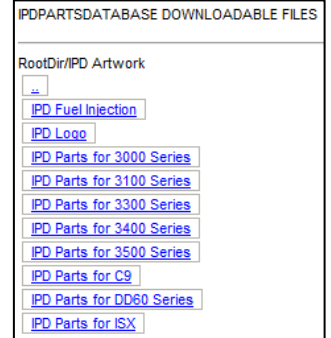 IPDPARTSDATABASE DOWNLOADABLE FILES
RootDir/IPD Artwork
..
IPD Fuel Injection
IPD Logo
IPD Parts for 3000 Series
IPD Parts for 3100 Series
IPD Parts for 3300 Series
IPD Parts for 3400 Series
IPD Parts for 3500 Series
IPD Parts for C9
IPD Parts for DD60 Series
IPD Parts for ISX